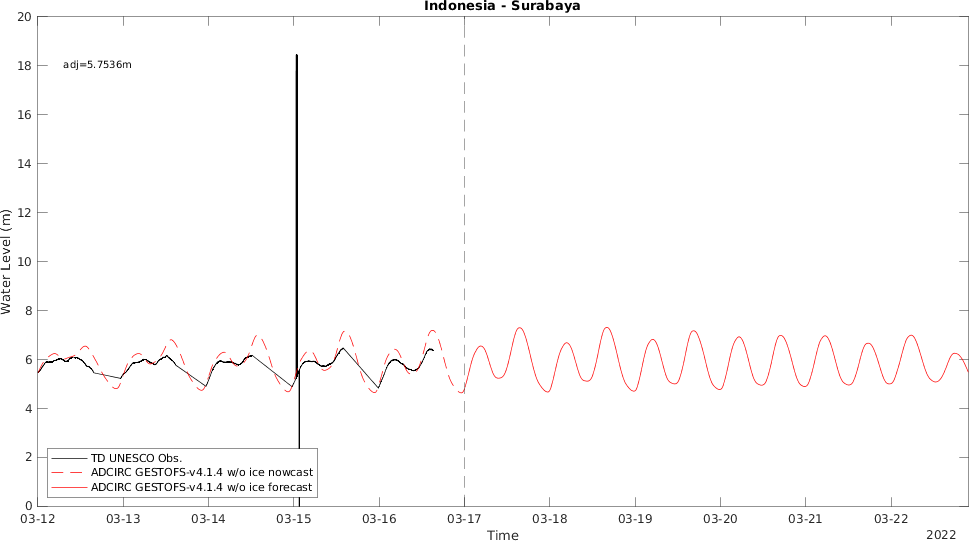 Indonesia - Surabaya
adj=5.7536m
20
18
16
14
12
10
8
6
4
2
0
Water Level (m)
TD UNESCO Obs.
ADCIRC GESTOFS-v4.1.4 w/o ice nowcast
ADCIRC GESTOFS-v4.1.4 w/o ice forecast
03-12 03-13 03-14 03-15 03-16 03-17 03-18 03-19 03-20 03-21 03-22
Time
2022